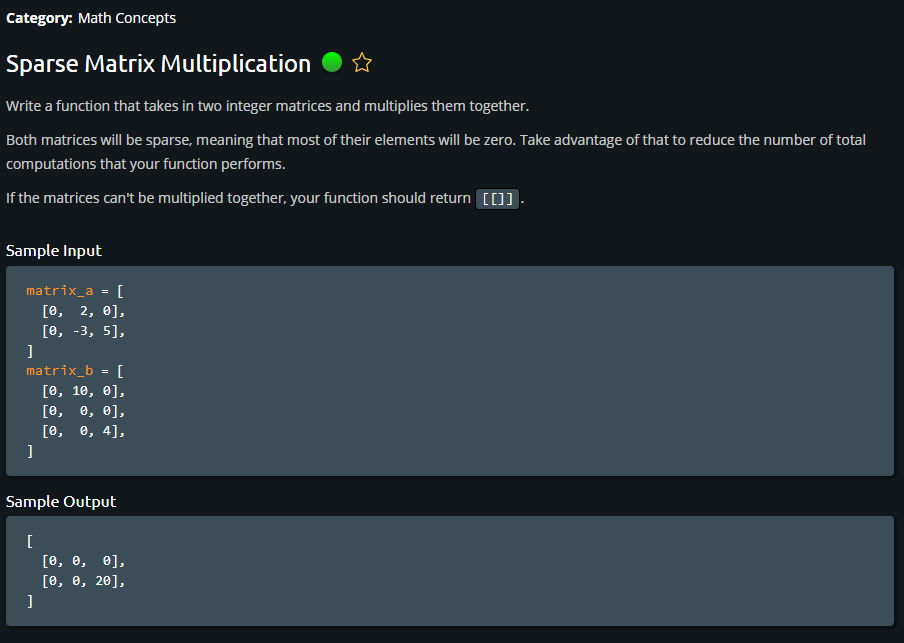 Category: Math Concepts
Sparse Matrix Multiplication
Write a function that takes in two integer matrices and multiplies them together.
Both matrices will be sparse, meaning that most of their elements will be zero. Take advantage of that to reduce the number of total
computations that your function performs.
If the matrices can't be multiplied together, your function should return [[]].
Sample Input
matrix_a = [
  [0,  2, 0],
  [0, -3, 5],
]
matrix_b = [
  [0, 10, 0],
  [0,  0, 0],
  [0,  0, 4],
]
Sample Output
[
  [0, 0,  0],
  [0, 0, 20],
]